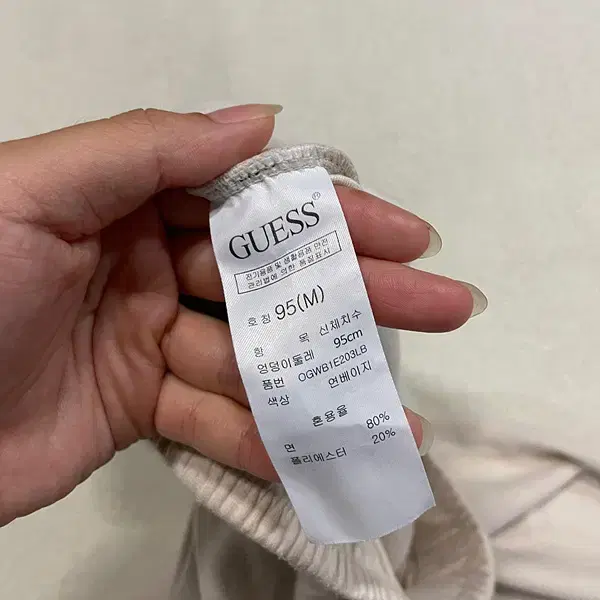 GUESS®
전기용품 및 생활용품 안전
관리법에 의한 품질표시
호칭 95(M)
항 목 신체치수
엉덩이둘레 95cm
품번 OGWB1E203LB
색상 연베이지
혼용율
면 80%
폴리에스터 20%